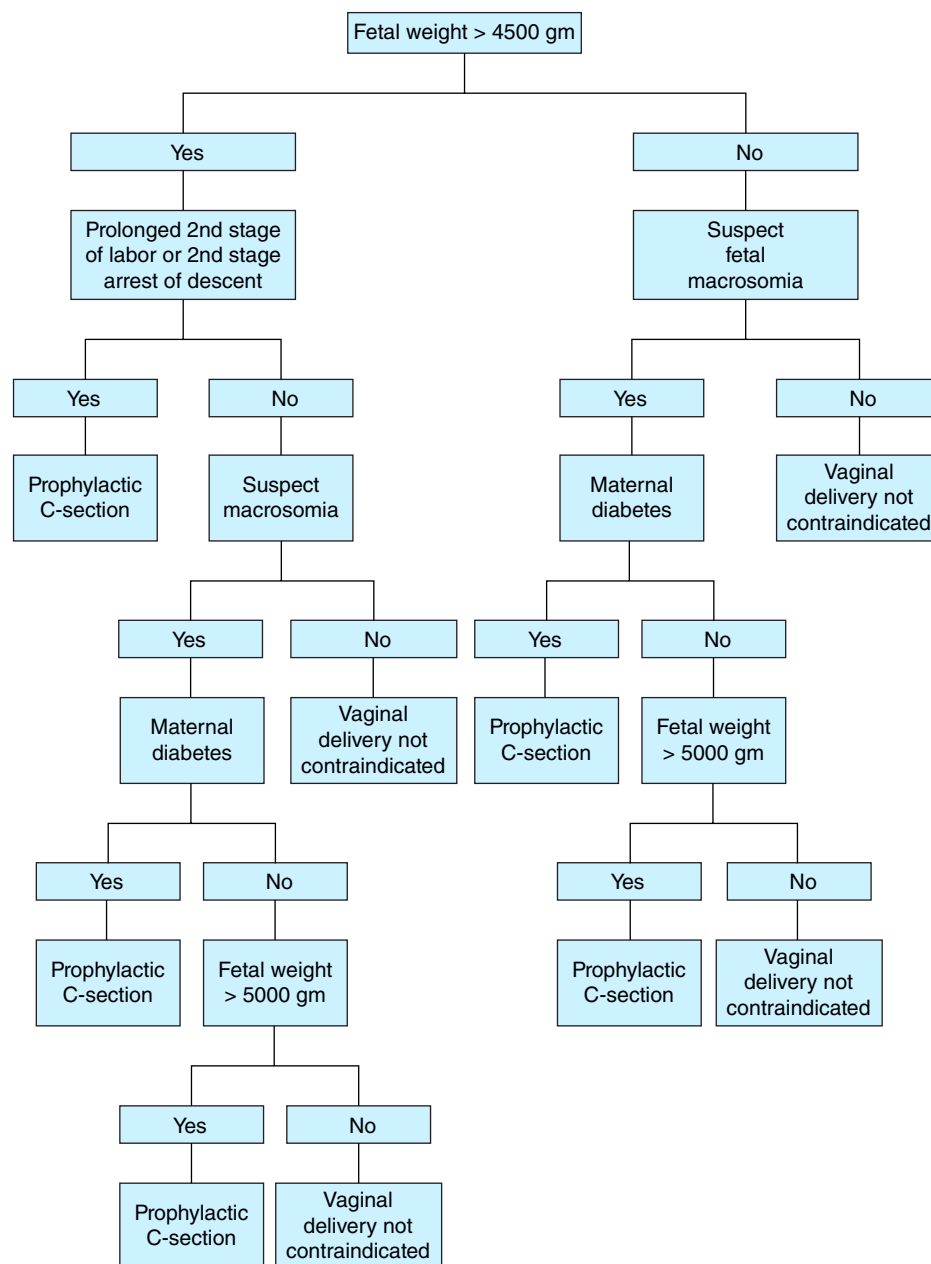 Fetal weight > 4500 gm
Yes
No
Prolonged 2nd stage
of labor or 2nd stage
arrest of descent
Suspect
fetal
macrosomia
Yes
No
Yes
No
Prophylactic
C-section
Suspect
macrosomia
Maternal
diabetes
Vaginal
delivery not
contraindicated
Yes
No
Yes
No
Maternal
diabetes
Vaginal
delivery not
contraindicated
Prophylactic
C-section
Fetal weight
> 5000 gm
Yes
No
Yes
No
Prophylactic
C-section
Fetal weight
> 5000 gm
Prophylactic
C-section
Vaginal
delivery not
contraindicated
Yes
No
Prophylactic
C-section
Vaginal
delivery not
contraindicated